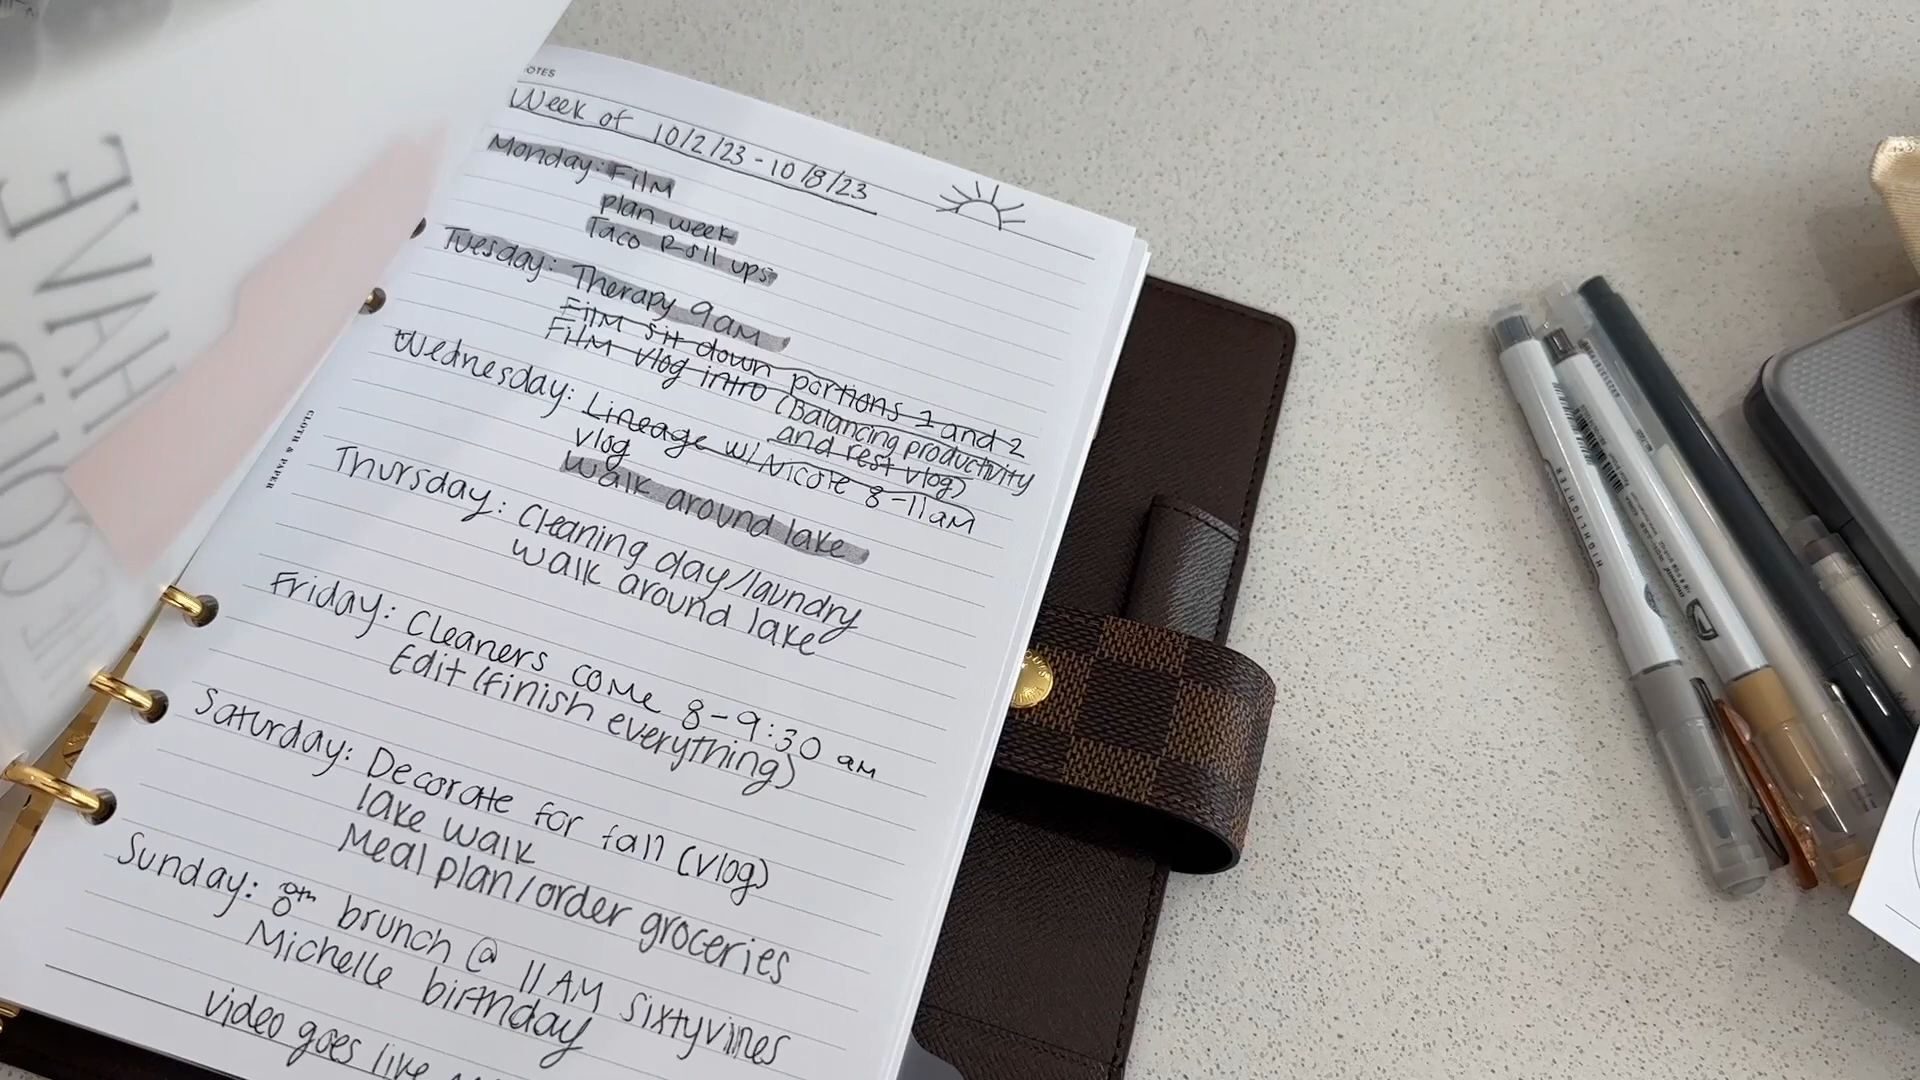 Week of 10/2/23 - 10/8/23
Monday: Film
plan week
Taco Roll ups
Tuesday: Therapy 9am
Film sit down portions 1 and 2
Film vlog intro (Balancing productivity
and rest vlog)
Wednesday: Lineage w/ Nicole 8-11am
vlog
walk around lake
Thursday: Cleaning day/laundry
walk around lake
Friday: Cleaners come 8-9:30 am
Edit (finish everything)
Saturday: Decorate for fall (vlog)
lake walk
Meal plan/order groceries
Sunday: 8th brunch @ 11 AM sixtyvines
Michelle birthday
video goes live
CLOTH & PAPER
HIGHLIGHTER